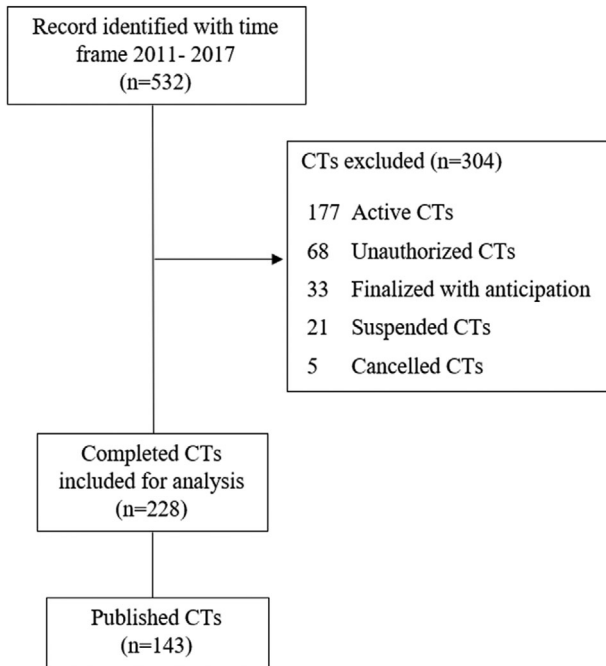 Record identified with time
frame 2011- 2017
(n=532)
CTs excluded (n=304)
177 Active CTs
68 Unauthorized CTs
33 Finalized with anticipation
21 Suspended CTs
5 Cancelled CTs
Completed CTs
included for analysis
(n=228)
Published CTs
(n=143)